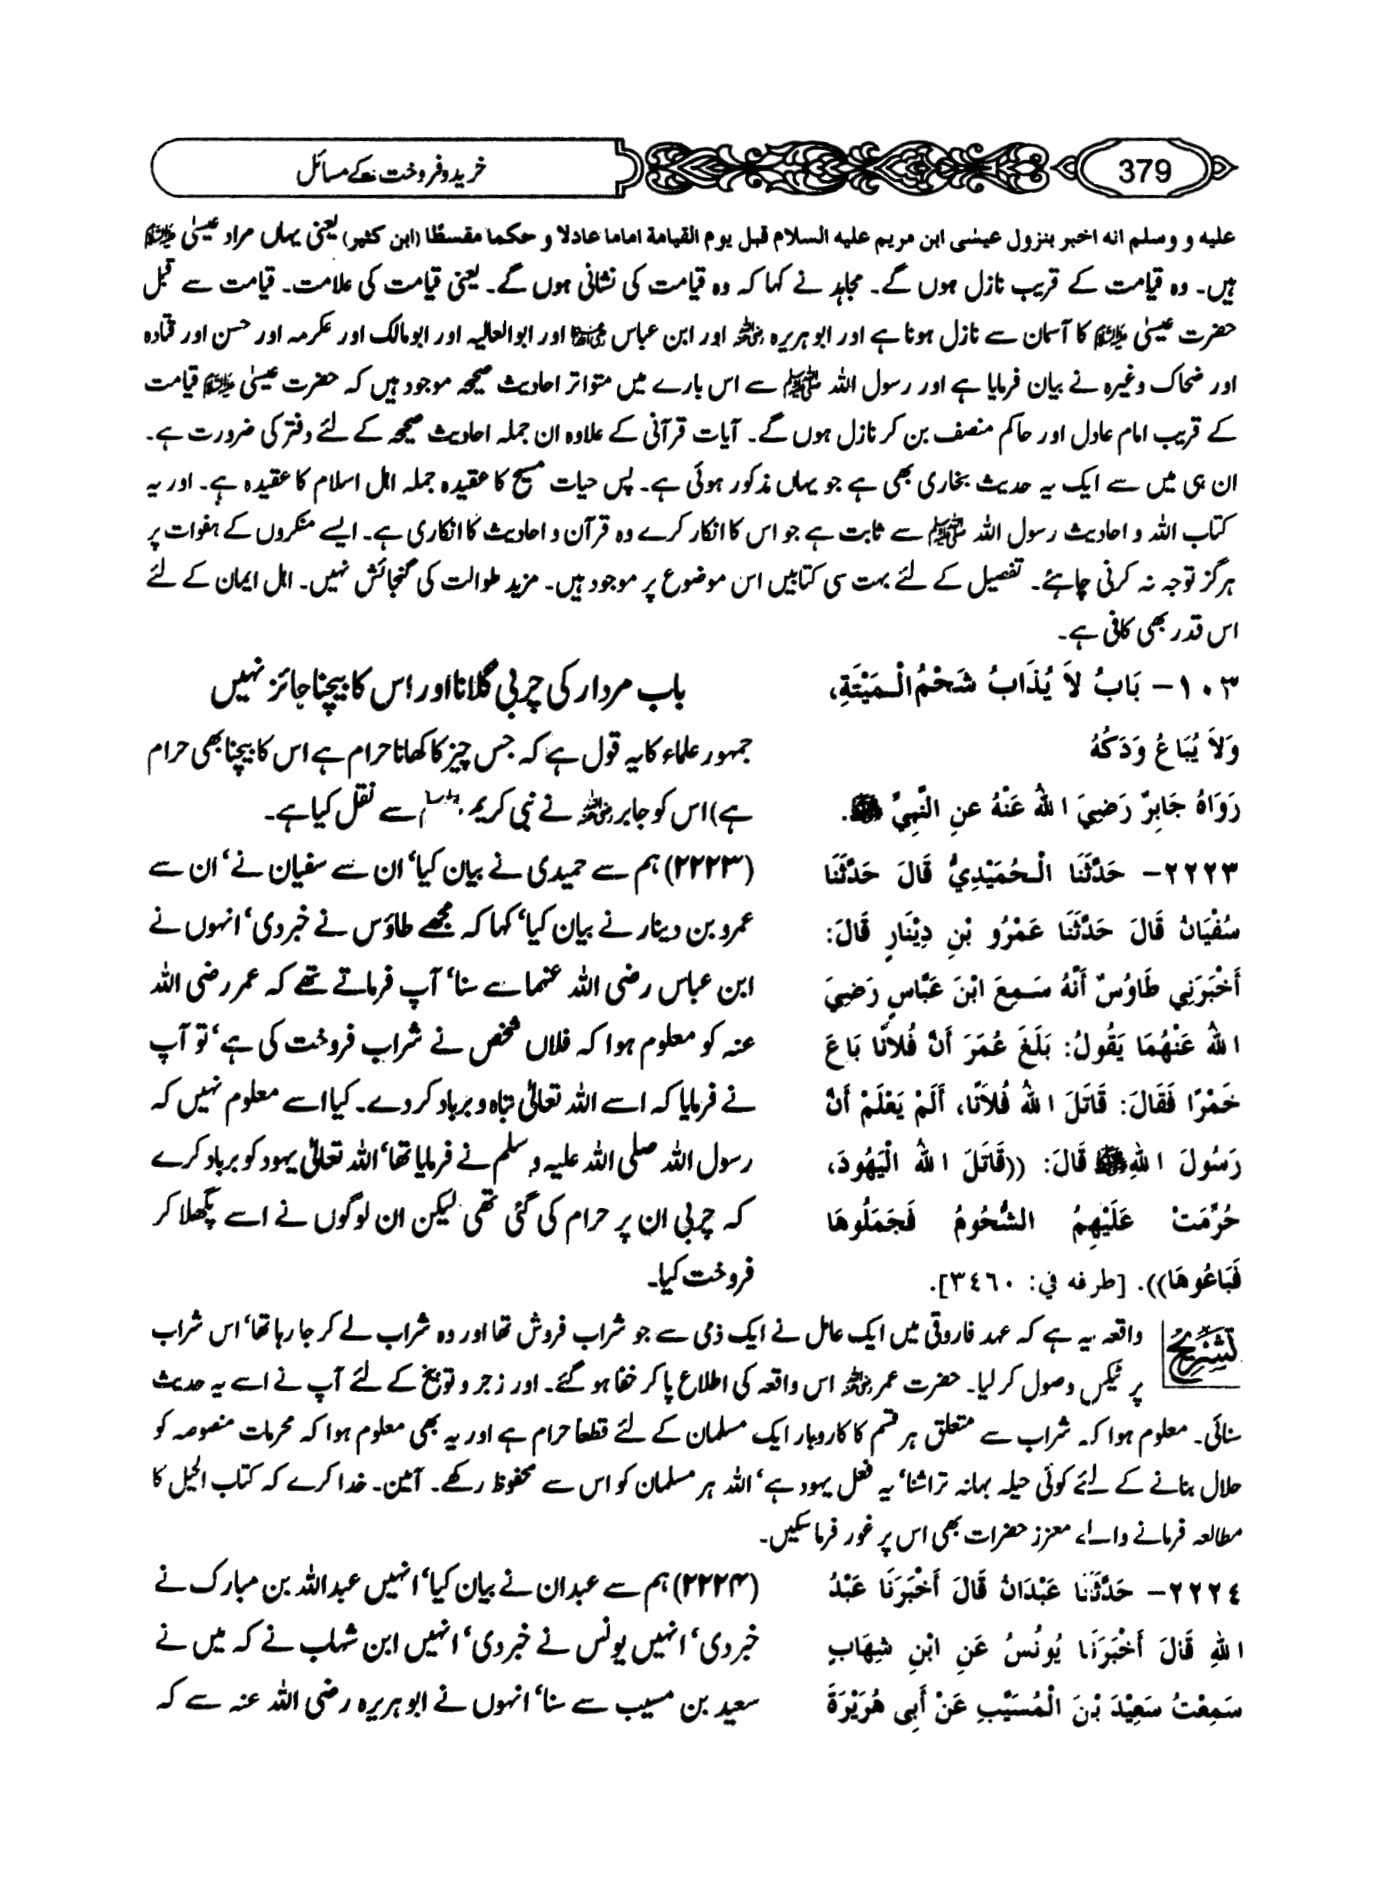 379
خرید و فروخت کے مسائل
علیه و وسلم انه اخبر بنزول عیسٰی ابن مریم علیه السلام قبل یوم القیامة اماما عادلا و حکما مقسطًا (ابن کثیر) یعنی یہاں مراد عیسیٰ علیہ السلام
ہیں۔ وہ قیامت کے قریب نازل ہوں گے۔ مجاہد نے کہا کہ وہ قیامت کی نشانی ہوں گے۔ یعنی قیامت کی علامت۔ قیامت سے قبل
حضرت عیسیٰ علیہ السلام کا آسمان سے نازل ہونا ہے اور ابو ہریرہ رضی اللہ عنہ اور ابن عباس رضی اللہ عنہما اور ابوالعالیہ اور ابومالک اور عکرمہ اور حسن اور قتادہ
اور ضحاک وغیرہ نے بیان فرمایا ہے اور رسول اللہ ﷺ سے اس بارے میں متواتر احادیث صحیحہ موجود ہیں کہ حضرت عیسیٰ علیہ السلام قیامت
کے قریب امام عادل اور حاکم منصف بن کر نازل ہوں گے۔ آیات قرآنی کے علاوہ ان جملہ احادیث صحیحہ کے لئے دفتر کی ضرورت ہے۔
ان ہی میں سے ایک یہ حدیث بخاری بھی ہے جو یہاں مذکور ہوئی ہے۔ پس حیات مسیح کا عقیدہ جملہ اہل اسلام کا عقیدہ ہے۔ اور یہ
کتاب اللہ و احادیث رسول اللہ ﷺ سے ثابت ہے جو اس کا انکار کرے وہ قرآن و احادیث کا انکاری ہے۔ ایسے منکروں کے ہفوات پر
ہرگز توجہ نہ کرنی چاہئے۔ تفصیل کے لئے بہت سی کتابیں اس موضوع پر موجود ہیں۔ مزید طوالت کی گنجائش نہیں۔ اہل ایمان کے لئے
اس قدر بھی کافی ہے۔
١٠٣– بَابُ لاَ يُذَابُ شَحْمُ الْـمَيْتَةِ،
وَلاَ يُبَاعُ وَدَكُهُ
رَوَاهُ جَابِرٌ رَضِيَ اللهُ عَنْهُ عنِ النَّبِيِّ ﷺ.
٢٢٢٣– حَدَّثَنَا الْـحُمَيْدِيُّ قَالَ حَدَّثَنَا
سُفْيَانُ قَالَ حَدَّثَنَا عَمْرُو بْنِ دِيْنَارٍ قَالَ:
أَخْبَرَنِي طَاوُسٌ أَنَّهُ سَمِعَ ابْنَ عَبَّاسٍ رَضِيَ
اللهُ عَنْهُمَا يَقُولُ: بَلَغَ عُمَرَ أَنَّ فُلاَنًا بَاعَ
خَمْرًا فَقَالَ: قَاتَلَ اللهُ فُلاَنًا، أَلَمْ يَعْلَمْ أَنَّ
رَسُولَ اللهِ ﷺ قَالَ: ((قَاتَلَ اللهُ الْيَهُودَ،
حُرِّمَتْ عَلَيْهِمُ الشُّحُومُ فَجَمَلُوهَا
فَبَاعُوهَا)). [طرفه في: ٣٤٦٠].
باب مردار کی چربی گلانا اور اس کا بیچنا جائز نہیں
جمہور علماء کا یہ قول ہے کہ جس چیز کا کھانا حرام ہے اس کا بیچنا بھی حرام
ہے) اس کو جابر رضی اللہ عنہ نے نبی کریم ﷺ سے نقل کیا ہے۔
(۲۲۲۳) ہم سے حمیدی نے بیان کیا‘ ان سے سفیان نے‘ ان سے
عمرو بن دینار نے بیان کیا‘ کہا کہ مجھے طاؤس نے خبر دی‘ انہوں نے
ابن عباس رضی اللہ عنہما سے سنا‘ آپ فرماتے تھے کہ عمر رضی اللہ
عنہ کو معلوم ہوا کہ فلاں شخص نے شراب فروخت کی ہے‘ تو آپ
نے فرمایا کہ اسے اللہ تعالیٰ تباہ و برباد کر دے۔ کیا اسے معلوم نہیں کہ
رسول اللہ صلی اللہ علیہ وسلم نے فرمایا تھا‘ اللہ تعالیٰ یہود کو برباد کرے
کہ چربی ان پر حرام کی گئی تھی لیکن ان لوگوں نے اسے پگھلا کر
فروخت کیا۔
تشریح
واقعہ یہ ہے کہ عہد فاروقی میں ایک عامل نے ایک ذمی سے جو شراب فروش تھا اور وہ شراب لے کر جا رہا تھا‘ اس شراب
پر ٹیکس وصول کر لیا۔ حضرت عمر رضی اللہ عنہ اس واقعہ کی اطلاع پا کر خفا ہو گئے۔ اور زجر و توبیخ کے لئے آپ نے اسے یہ حدیث
سنائی۔ معلوم ہوا کہ شراب سے متعلق ہر قسم کا کاروبار ایک مسلمان کے لئے قطعا حرام ہے اور یہ بھی معلوم ہوا کہ محرمات منصوصہ کو
حلال بنانے کے لئے کوئی حیلہ بہانہ تراشنا‘ یہ فعل یہود ہے‘ اللہ ہر مسلمان کو اس سے محفوظ رکھے۔ آمین۔ خدا کرے کہ کتاب الحیل کا
مطالعہ فرمانے والے معزز حضرات بھی اس پر غور فرما سکیں۔
٢٢٢٤– حَدَّثَنَا عَبْدَانُ قَالَ أَخْبَرَنَا عَبْدُ
اللهِ قَالَ أَخْبَرَنَا يُونُسُ عَنِ ابْنِ شِهَابٍ
سَمِعْتُ سَعِيْدَ بْنَ الْمُسَيَّبِ عَنْ أَبِي هُرَيْرَةَ
(۲۲۲۴) ہم سے عبدان نے بیان کیا‘ انہیں عبداللہ بن مبارک نے
خبر دی‘ انہیں یونس نے خبر دی‘ انہیں ابن شہاب نے کہ میں نے
سعید بن مسیب سے سنا‘ انہوں نے ابو ہریرہ رضی اللہ عنہ سے کہ